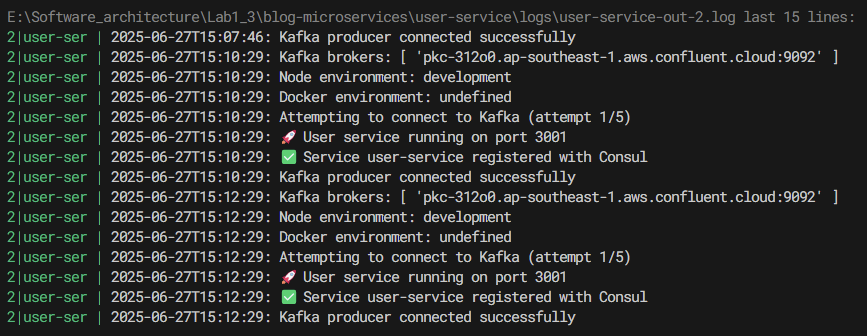 E:\Software_architecture\Lab1_3\blog-microservices\user-service\logs\user-service-out-2.log last 15 lines:
2|user-ser | 2025-06-27T15:07:46: Kafka producer connected successfully
2|user-ser | 2025-06-27T15:10:29: Kafka brokers: [ 'pkc-312o0.ap-southeast-1.aws.confluent.cloud:9092' ]
2|user-ser | 2025-06-27T15:10:29: Node environment: development
2|user-ser | 2025-06-27T15:10:29: Docker environment: undefined
2|user-ser | 2025-06-27T15:10:29: Attempting to connect to Kafka (attempt 1/5)
2|user-ser | 2025-06-27T15:10:29: 🚀 User service running on port 3001
2|user-ser | 2025-06-27T15:10:29: ✅ Service user-service registered with Consul
2|user-ser | 2025-06-27T15:10:29: Kafka producer connected successfully
2|user-ser | 2025-06-27T15:12:29: Kafka brokers: [ 'pkc-312o0.ap-southeast-1.aws.confluent.cloud:9092' ]
2|user-ser | 2025-06-27T15:12:29: Node environment: development
2|user-ser | 2025-06-27T15:12:29: Docker environment: undefined
2|user-ser | 2025-06-27T15:12:29: Attempting to connect to Kafka (attempt 1/5)
2|user-ser | 2025-06-27T15:12:29: 🚀 User service running on port 3001
2|user-ser | 2025-06-27T15:12:29: ✅ Service user-service registered with Consul
2|user-ser | 2025-06-27T15:12:29: Kafka producer connected successfully